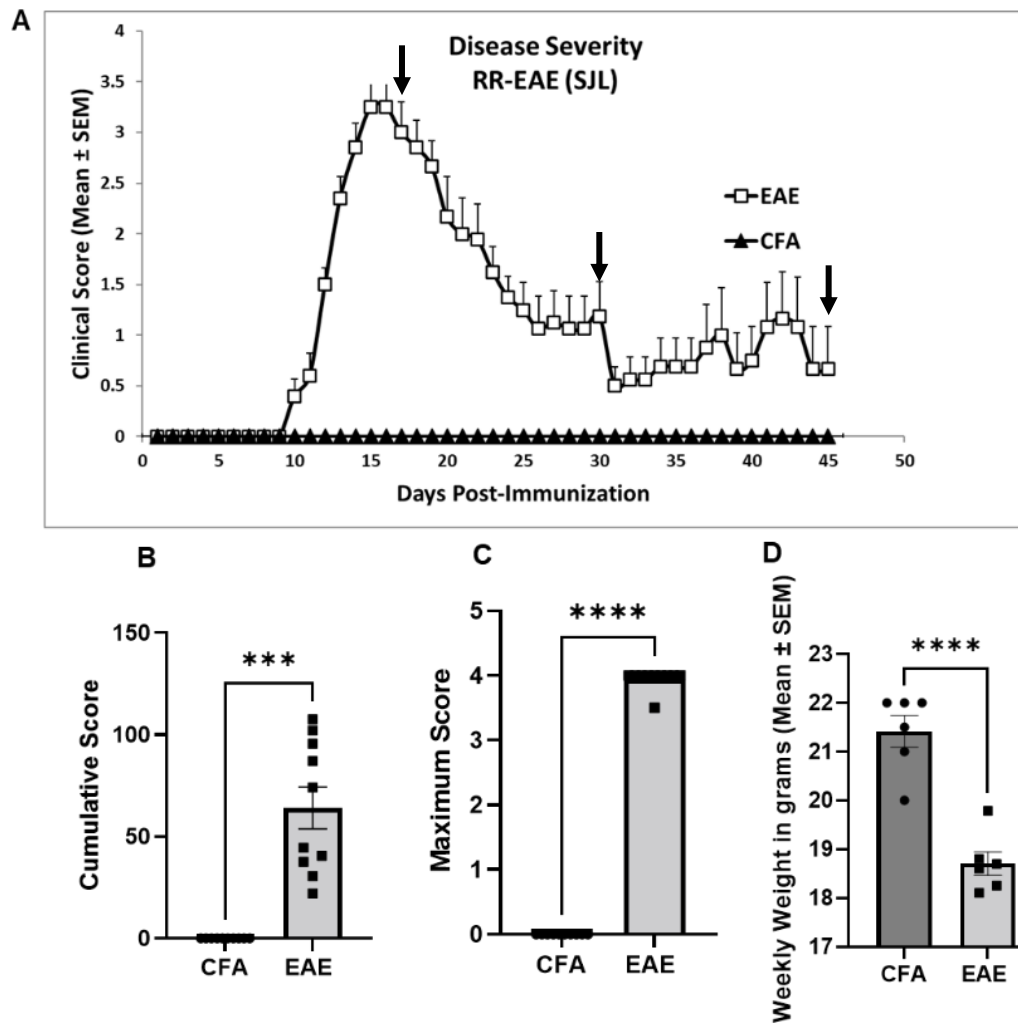 A
Disease Severity
RR-EAE (SJL)
Clinical Score (Mean ± SEM)
4
3.5
3
2.5
2
1.5
1
0.5
0
EAE
CFA
0 5 10 15 20 25 30 35 40 45 50
Days Post-Immunization
B
Cumulative Score
150
100
50
0
***
CFA EAE
C
Maximum Score
5
4
3
2
1
0
****
CFA EAE
D
Weekly Weight in grams (Mean ± SEM)
23
22
21
20
19
18
17
****
CFA EAE